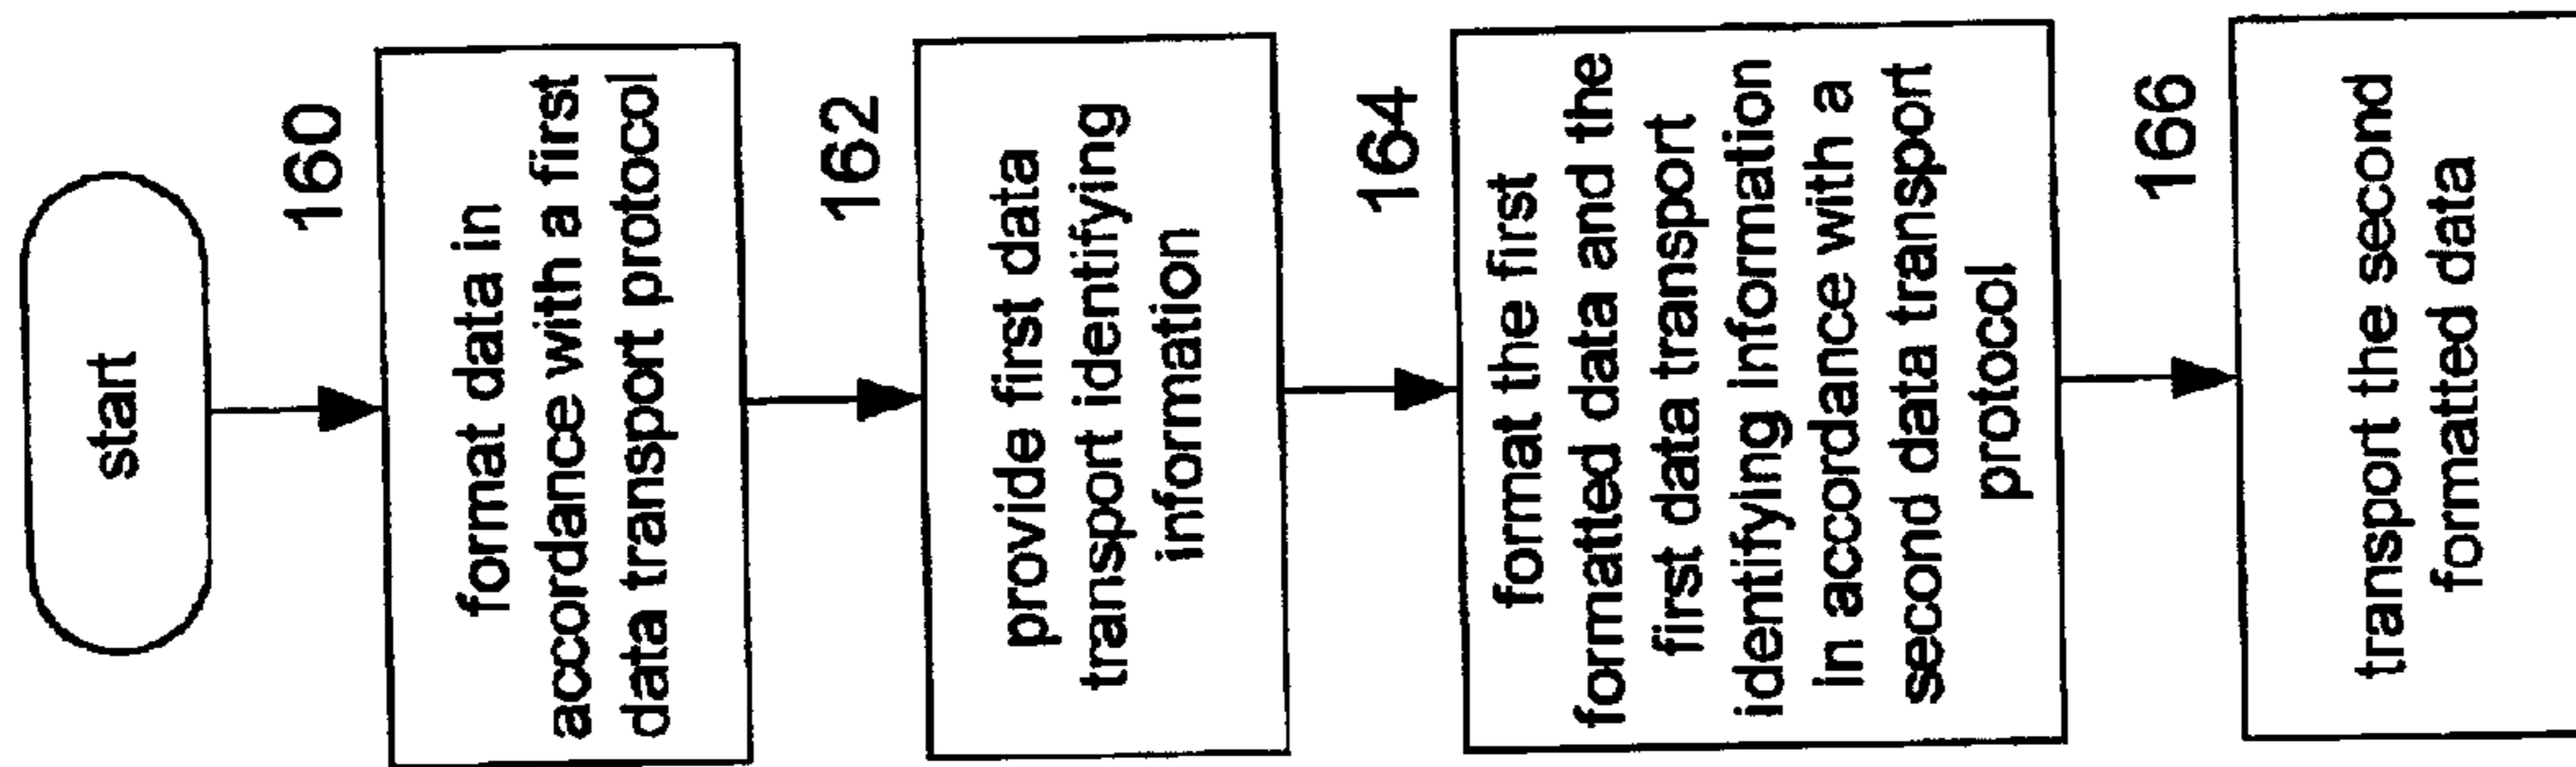 start
160
format data in
accordance with a first
data transport protocol
162
provide first data
transport identifying
information
164
format the first
formatted data and the
first data transport
identifying information
in accordance with a
second data transport
protocol
166
transport the second
formatted data